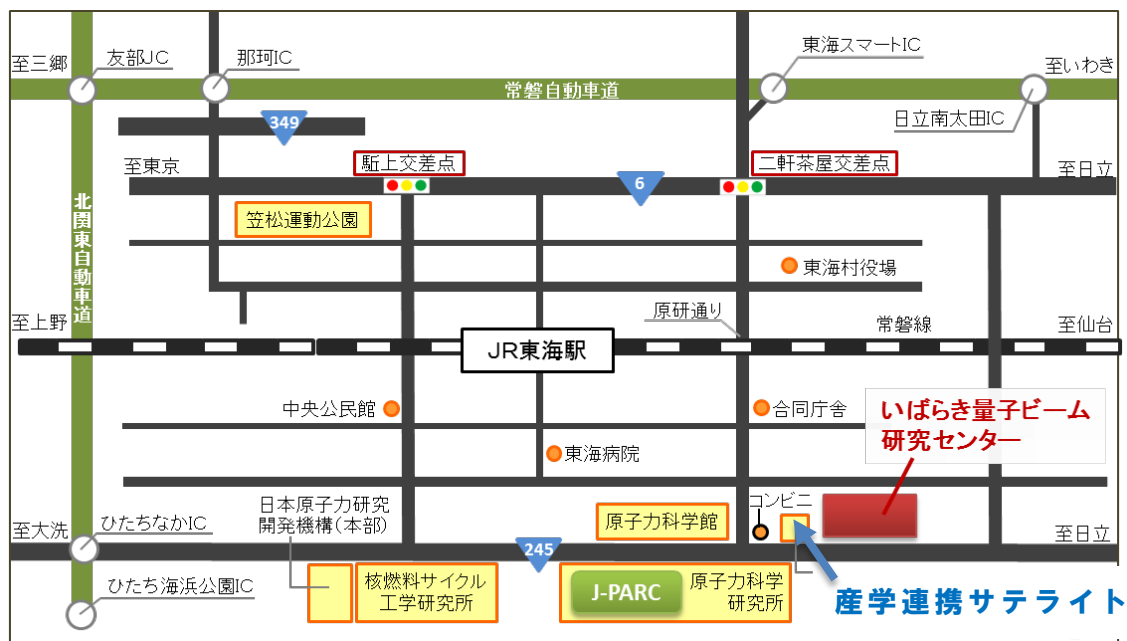 至三郷
友部JC
那珂IC
東海スマートIC
至いわき
常磐自動車道
日立南太田IC
349
至東京
駈上交差点
二軒茶屋交差点
至日立
6
北関東自動車道
笠松運動公園
東海村役場
至上野
原研通り
常磐線
至仙台
JR東海駅
中央公民館
合同庁舎
いばらき量子ビーム
研究センター
東海病院
日本原子力研究
開発機構(本部)
原子力科学館
コンビニ
至大洗
ひたちなかIC
至日立
245
ひたち海浜公園IC
核燃料サイクル
工学研究所
J-PARC
原子力科学
研究所
産学連携サテライト